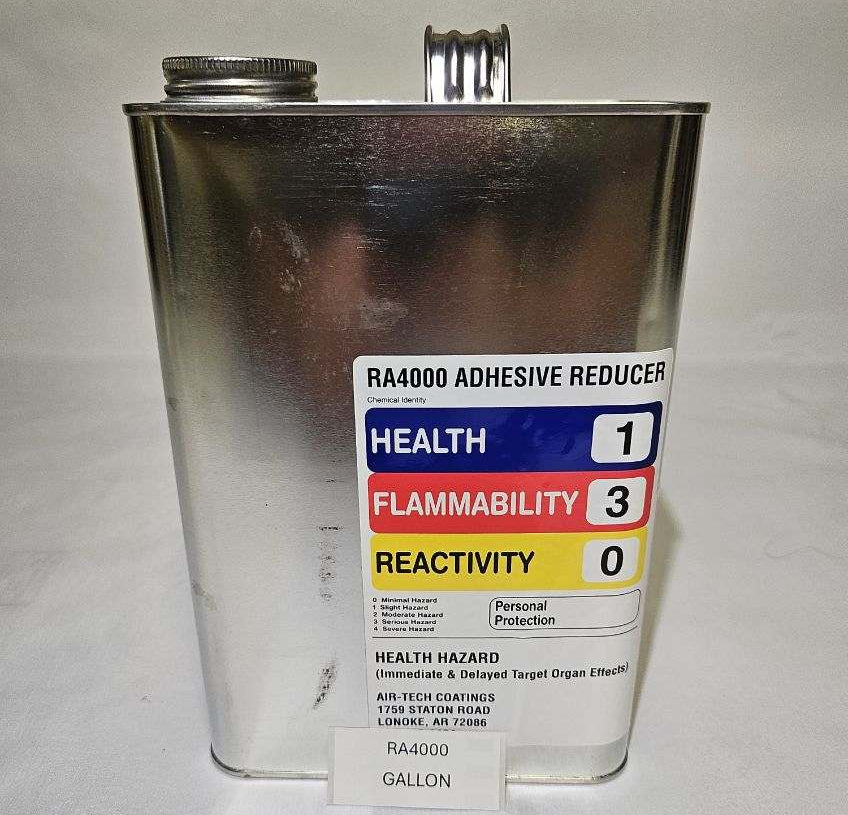 RA4000 ADHESIVE REDUCER
Chemical Identity
HEALTH 1
FLAMMABILITY 3
REACTIVITY 0
0 Minimal Hazard
1 Slight Hazard
2 Moderate Hazard
3 Serious Hazard
4 Severe Hazard
Personal
Protection
HEALTH HAZARD
(Immediate & Delayed Target Organ Effects)
AIR-TECH COATINGS
1759 STATON ROAD
LONOKE, AR 72086
RA4000
GALLON